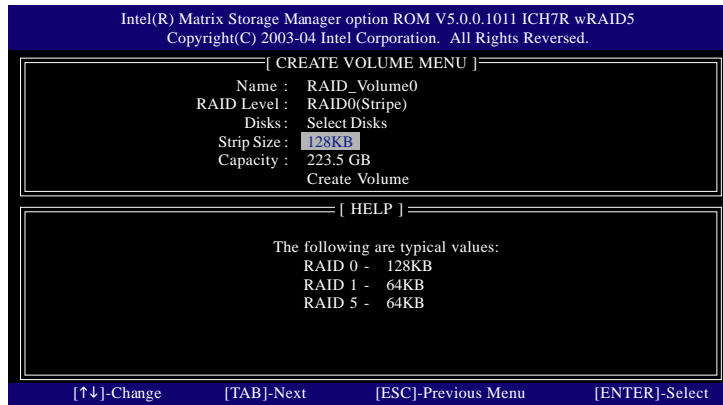 Intel(R) Matrix Storage Manager option ROM V5.0.0.1011 ICH7R wRAID5
Copyright(C) 2003-04 Intel Corporation.  All Rights Reversed.
[ CREATE VOLUME MENU ]
Name : RAID_Volume0
RAID Level : RAID0(Stripe)
Disks : Select Disks
Strip Size : 128KB
Capacity : 223.5 GB
Create Volume
[ HELP ]
The following are typical values:
RAID 0 - 128KB
RAID 1 - 64KB
RAID 5 - 64KB
[↑↓]-Change [TAB]-Next [ESC]-Previous Menu [ENTER]-Select